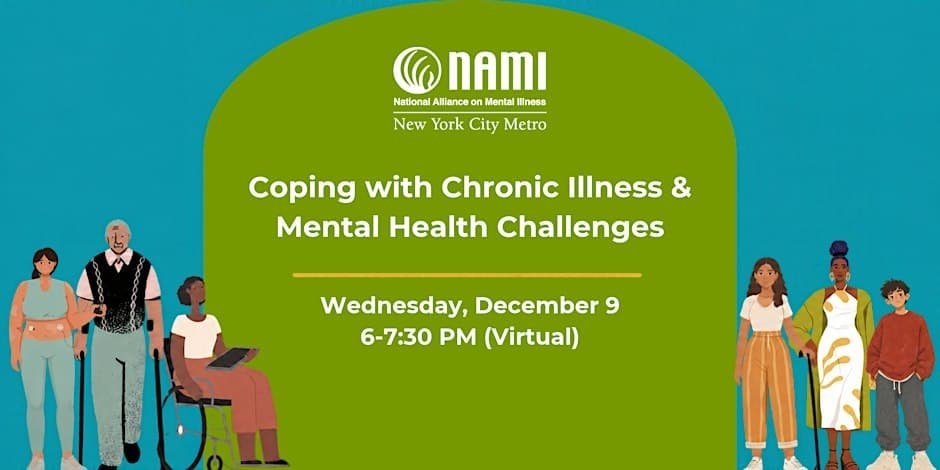 NAMI
National Alliance on Mental Illness
New York City Metro
Coping with Chronic Illness &
Mental Health Challenges
Wednesday, December 9
6-7:30 PM (Virtual)